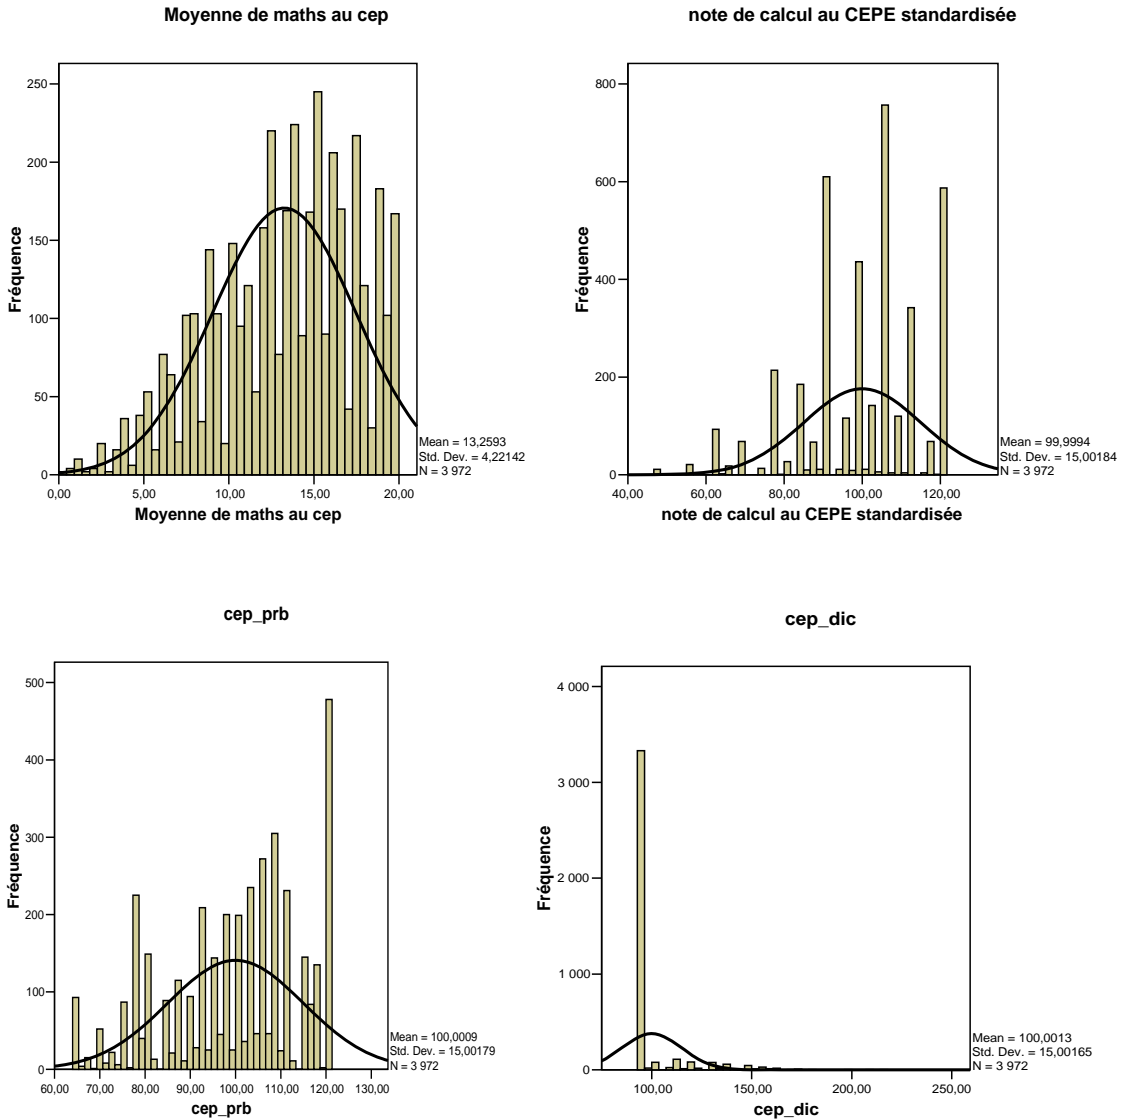 Moyenne de maths au cep
Fréquence
250
200
150
100
50
0
0,00 5,00 10,00 15,00 20,00
Moyenne de maths au cep
Mean = 13,2593
Std. Dev. = 4,22142
N = 3 972
note de calcul au CEPE standardisée
Fréquence
800
600
400
200
0
40,00 60,00 80,00 100,00 120,00
note de calcul au CEPE standardisée
Mean = 99,9994
Std. Dev. = 15,00184
N = 3 972
cep_prb
Fréquence
500
400
300
200
100
0
60,00 70,00 80,00 90,00 100,00 110,00 120,00 130,00
cep_prb
Mean = 100,0009
Std. Dev. = 15,00179
N = 3 972
cep_dic
Fréquence
4 000
3 000
2 000
1 000
0
100,00 150,00 200,00 250,00
cep_dic
Mean = 100,0013
Std. Dev. = 15,00165
N = 3 972